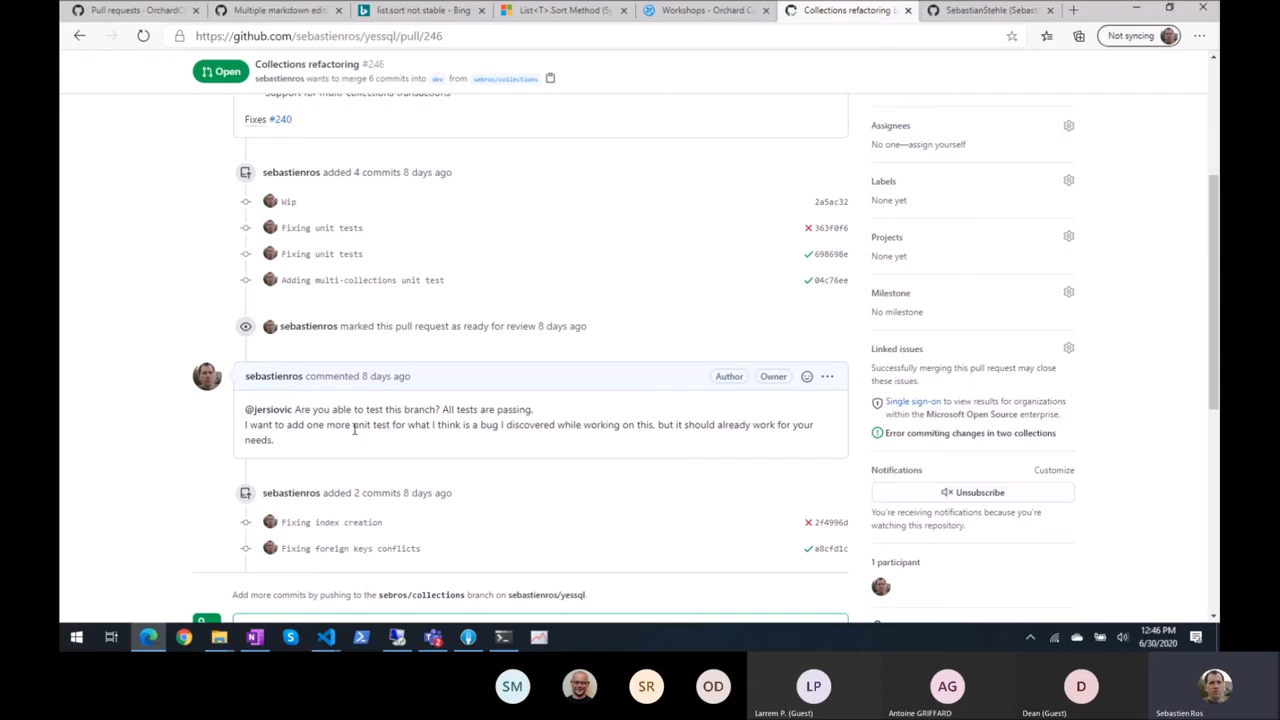 Pull requests · OrchardC
Multiple markdown edi
list.sort not stable - Bing
List<T>.Sort Method (S
Workshops - Orchard C
Collections refactoring
SebastianStehle (Sebast
https://github.com/sebastienros/yessql/pull/246
Not syncing
Open
Collections refactoring #246
sebastienros wants to merge 6 commits into dev from sebros/collections
Support for multi-collections transactions
Fixes #240
sebastienros added 4 commits 8 days ago
Wip 2a5ac32
Fixing unit tests 363f0f6
Fixing unit tests 698698e
Adding multi-collections unit test 04c76ee
sebastienros marked this pull request as ready for review 8 days ago
sebastienros commented 8 days ago
Author
Owner
@jersiovic Are you able to test this branch? All tests are passing.
I want to add one more unit test for what I think is a bug I discovered while working on this, but it should already work for your
needs.
sebastienros added 2 commits 8 days ago
Fixing index creation 2f4996d
Fixing foreign keys conflicts a8cfd1c
Add more commits by pushing to the sebros/collections branch on sebastienros/yessql.
Assignees
No one—assign yourself
Labels
None yet
Projects
None yet
Milestone
No milestone
Linked issues
Successfully merging this pull request may close
these issues.
Single sign-on to view results for organizations
within the Microsoft Open Source enterprise.
Error commiting changes in two collections
Notifications
Customize
Unsubscribe
You're receiving notifications because you're
watching this repository.
1 participant
12:46 PM
6/30/2020
SM
SR
OD
LP
Larrem P. (Guest)
AG
Antoine GRIFFARD
D
Dean (Guest)
Sebastien Ros